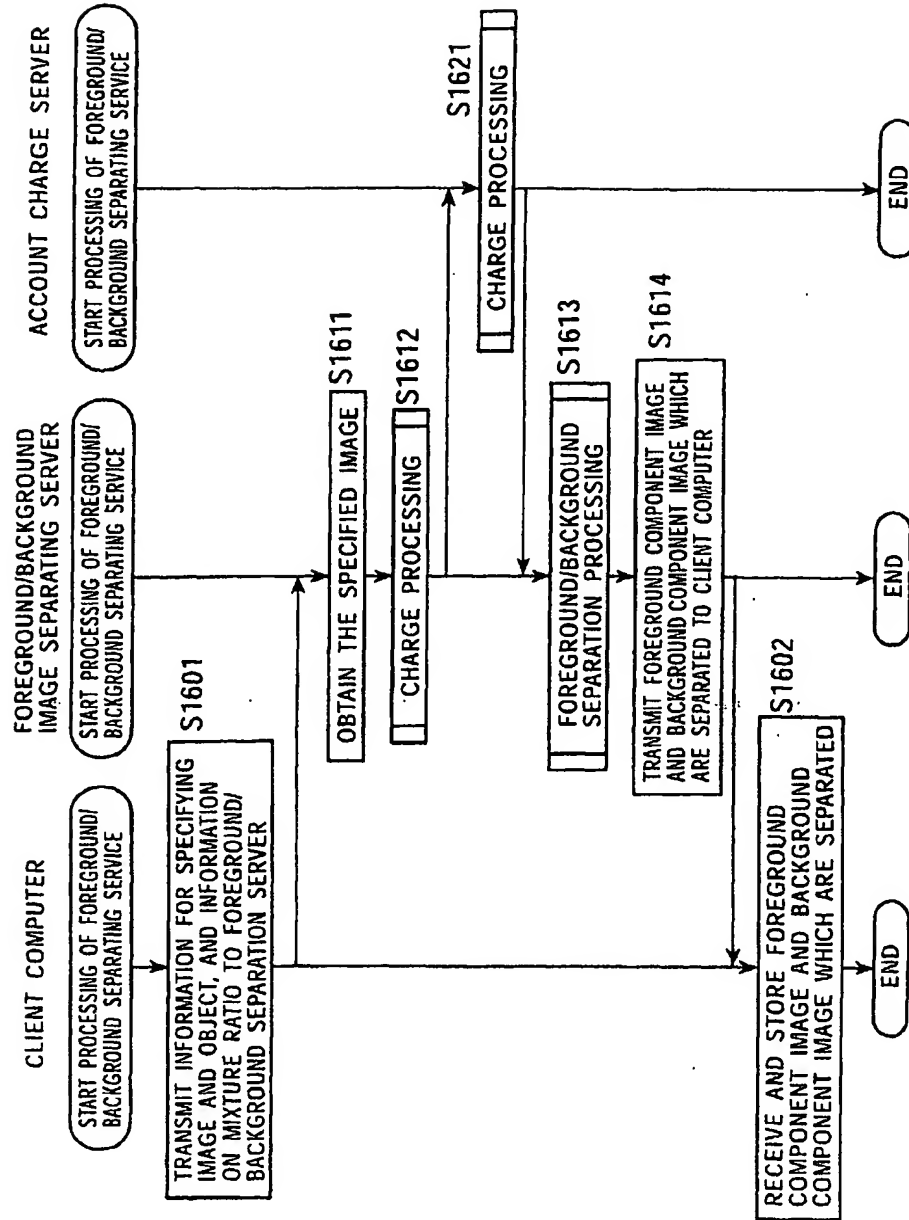 CLIENT COMPUTER
START PROCESSING OF FOREGROUND/
BACKGROUND SEPARATING SERVICE
S1601
TRANSMIT INFORMATION FOR SPECIFYING
IMAGE AND OBJECT, AND INFORMATION
ON MIXTURE RATIO TO FOREGROUND/
BACKGROUND SEPARATION SERVER
S1602
RECEIVE AND STORE FOREGROUND
COMPONENT IMAGE AND BACKGROUND
COMPONENT IMAGE WHICH ARE SEPARATED
END
FOREGROUND/BACKGROUND
IMAGE SEPARATING SERVER
START PROCESSING OF FOREGROUND/
BACKGROUND SEPARATING SERVICE
S1611
OBTAIN THE SPECIFIED IMAGE
S1612
CHARGE PROCESSING
S1613
FOREGROUND/BACKGROUND
SEPARATION PROCESSING
S1614
TRANSMIT FOREGROUND COMPONENT IMAGE
AND BACKGROUND COMPONENT IMAGE WHICH
ARE SEPARATED TO CLIENT COMPUTER
END
ACCOUNT CHARGE SERVER
START PROCESSING OF FOREGROUND/
BACKGROUND SEPARATING SERVICE
S1621
CHARGE PROCESSING
END